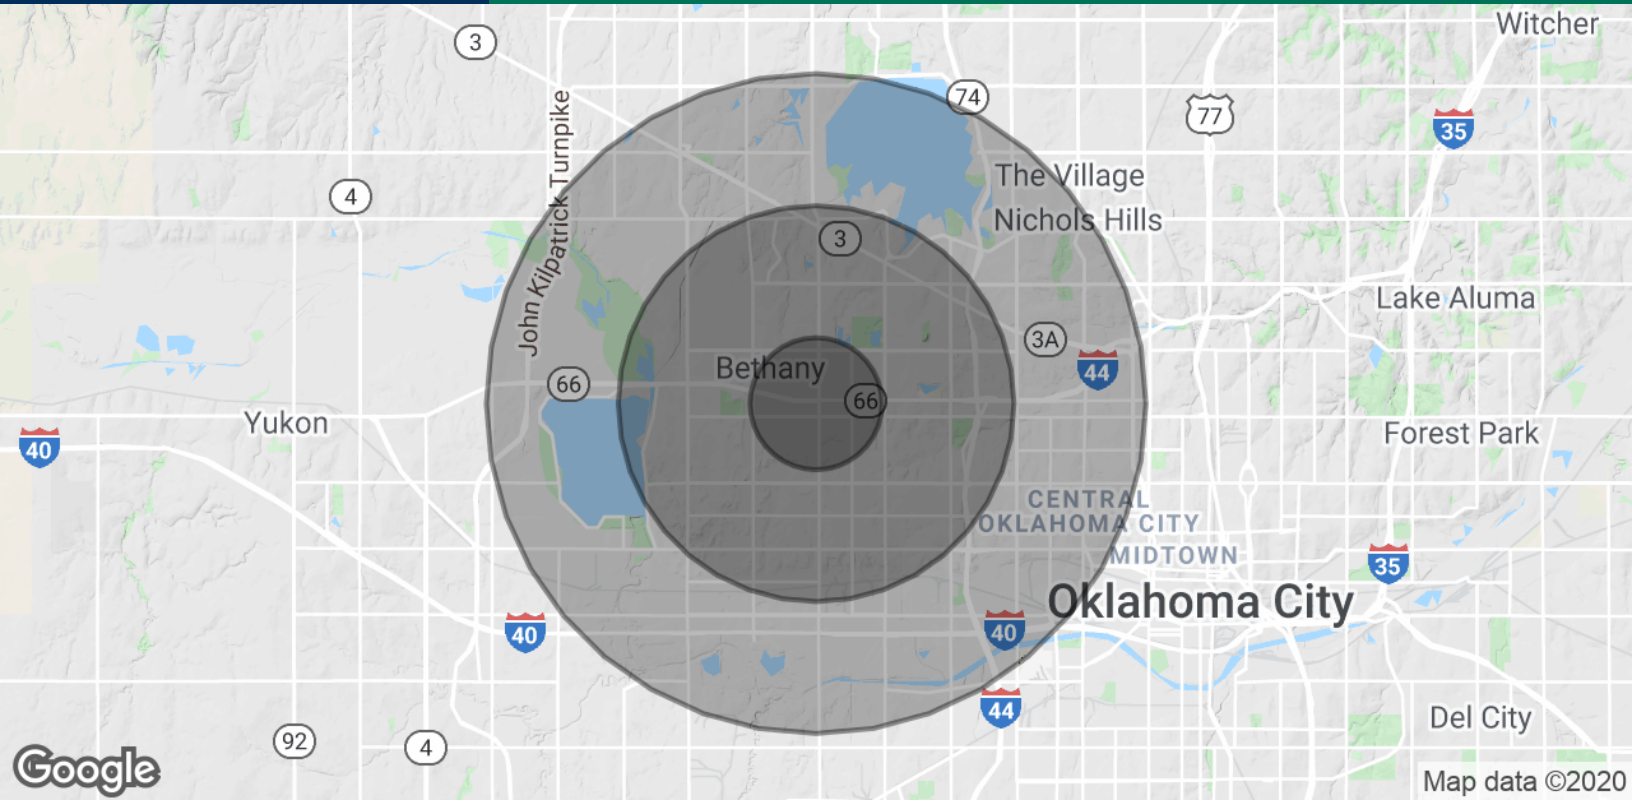 Witcher
3
74
77
35
John Kilpatrick Turnpike
The Village
4
Nichols Hills
3
Lake Aluma
3A
44
Bethany
66
66
Yukon
40
Forest Park
CENTRAL
OKLAHOMA CITY
MIDTOWN
35
Oklahoma City
40
40
44
Del City
92
4
Google
Map data ©2020